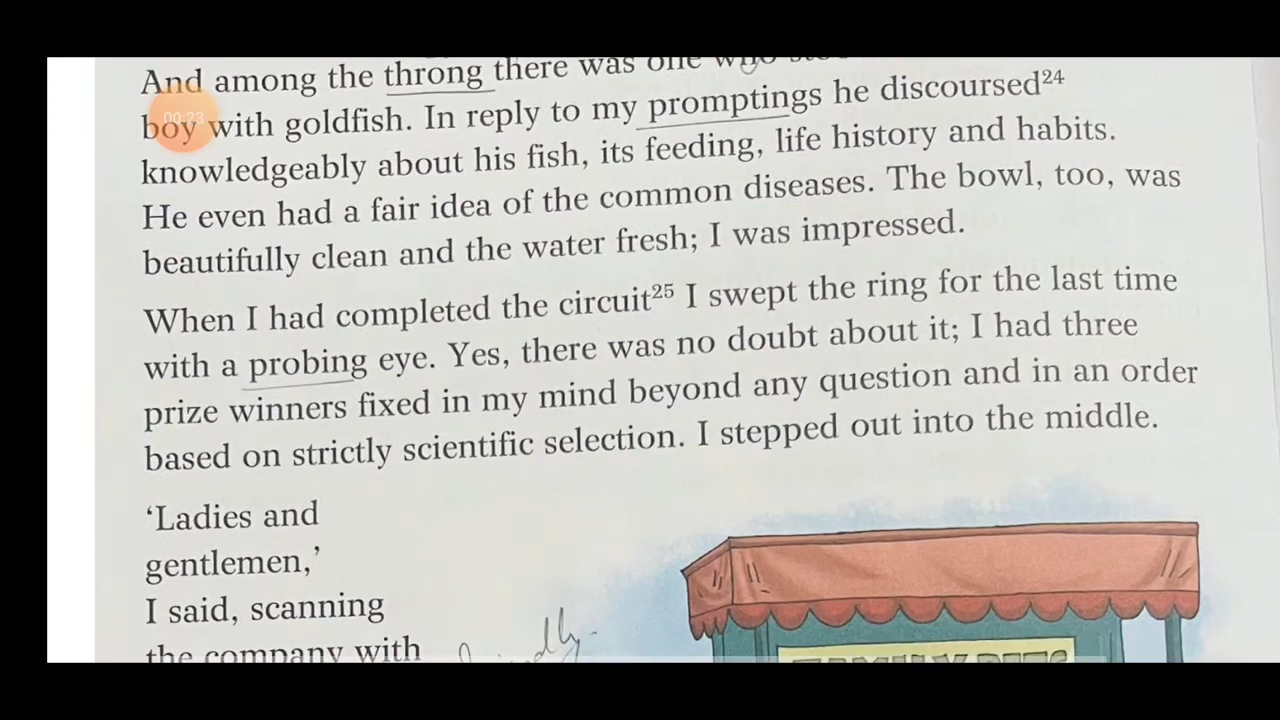 And among the throng there was one who
boy with goldfish. In reply to my promptings he discoursed24
knowledgeably about his fish, its feeding, life history and habits.
He even had a fair idea of the common diseases. The bowl, too, was
beautifully clean and the water fresh; I was impressed.
When I had completed the circuit25 I swept the ring for the last time
with a probing eye. Yes, there was no doubt about it; I had three
prize winners fixed in my mind beyond any question and in an order
based on strictly scientific selection. I stepped out into the middle.
‘Ladies and
gentlemen,’
I said, scanning
the company with
FAMILY PETS
00:23